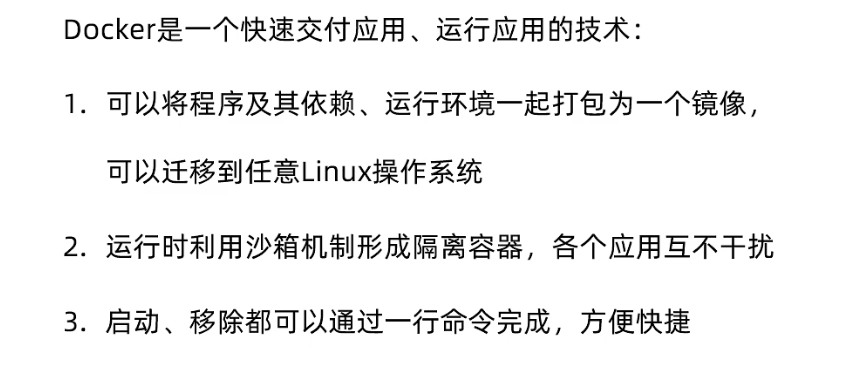 Docker是一个快速交付应用、运行应用的技术：
1. 可以将程序及其依赖、运行环境一起打包为一个镜像，
可以迁移到任意Linux操作系统
2. 运行时利用沙箱机制形成隔离容器，各个应用互不干扰
3. 启动、移除都可以通过一行命令完成，方便快捷